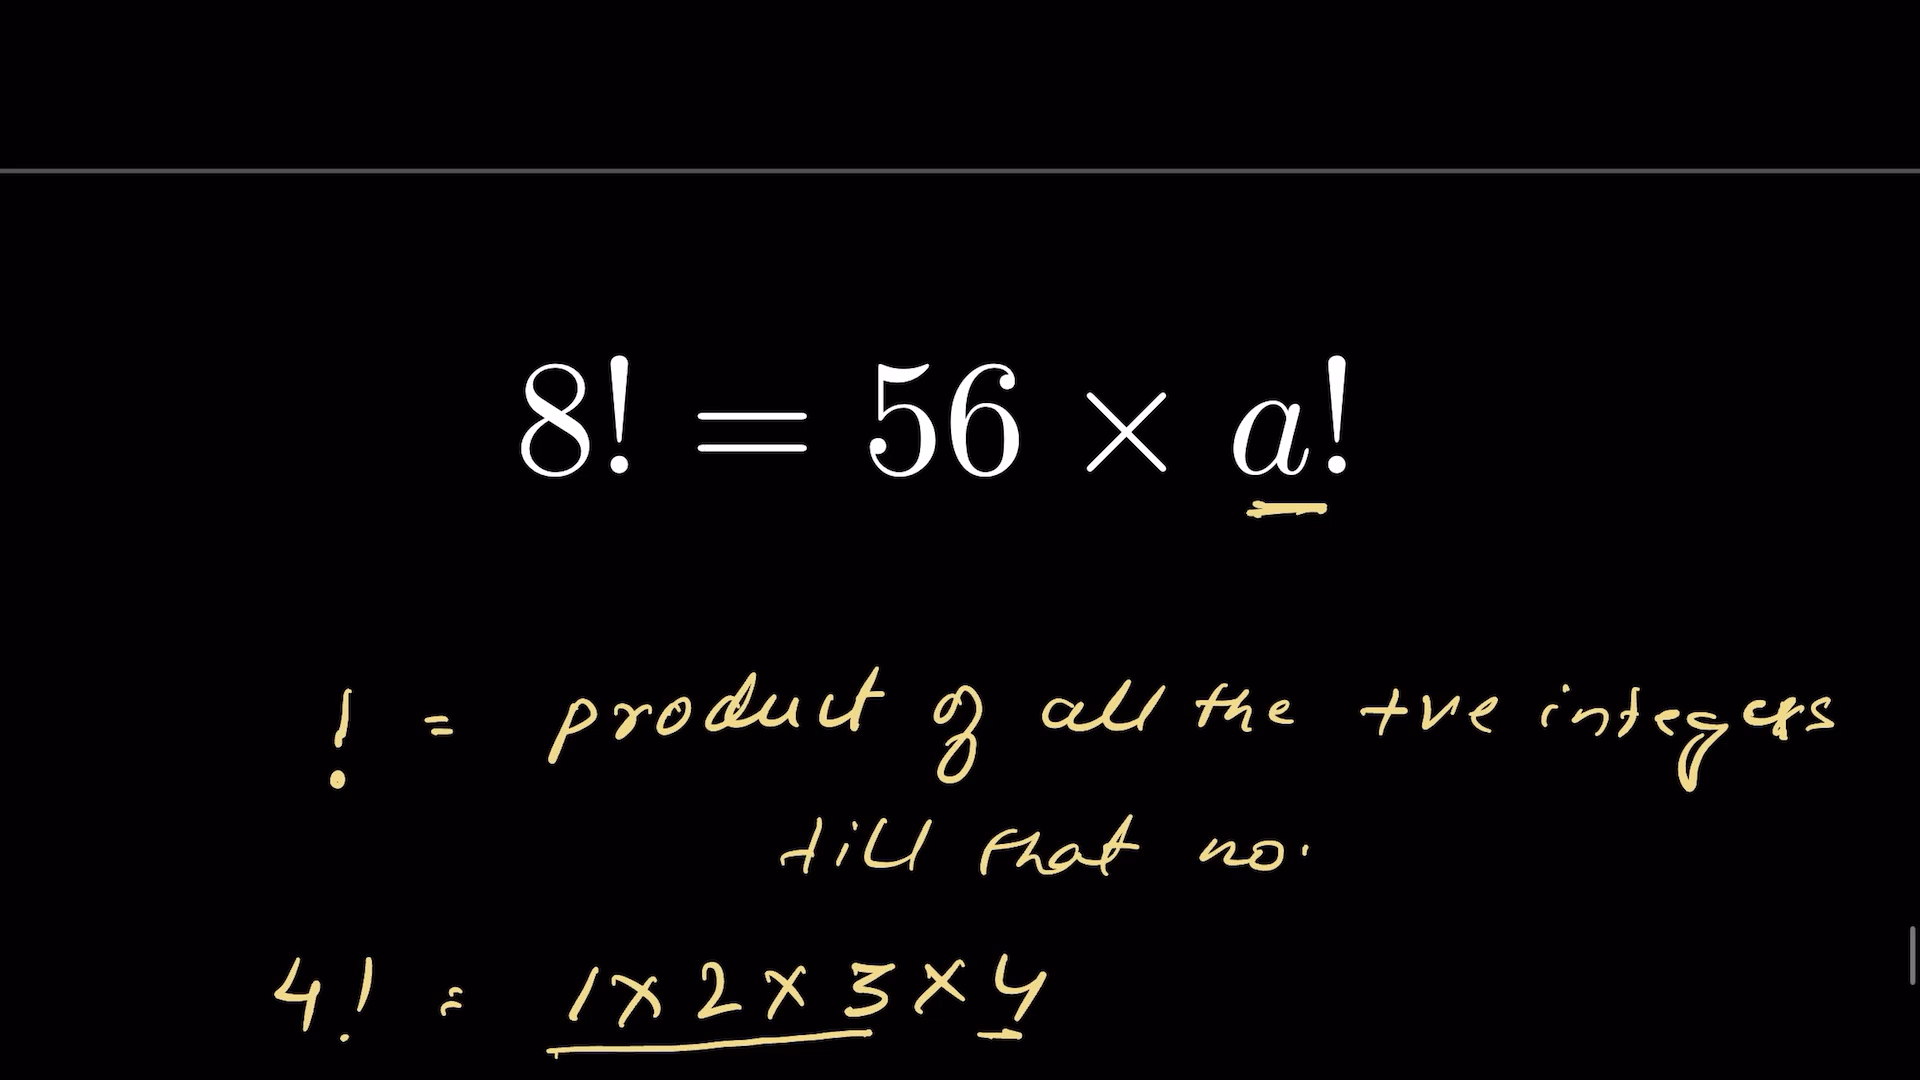 8! = 56 × a!
! = product of all the +ve integers
till that no.
4! = 1 x 2 x 3 x 4